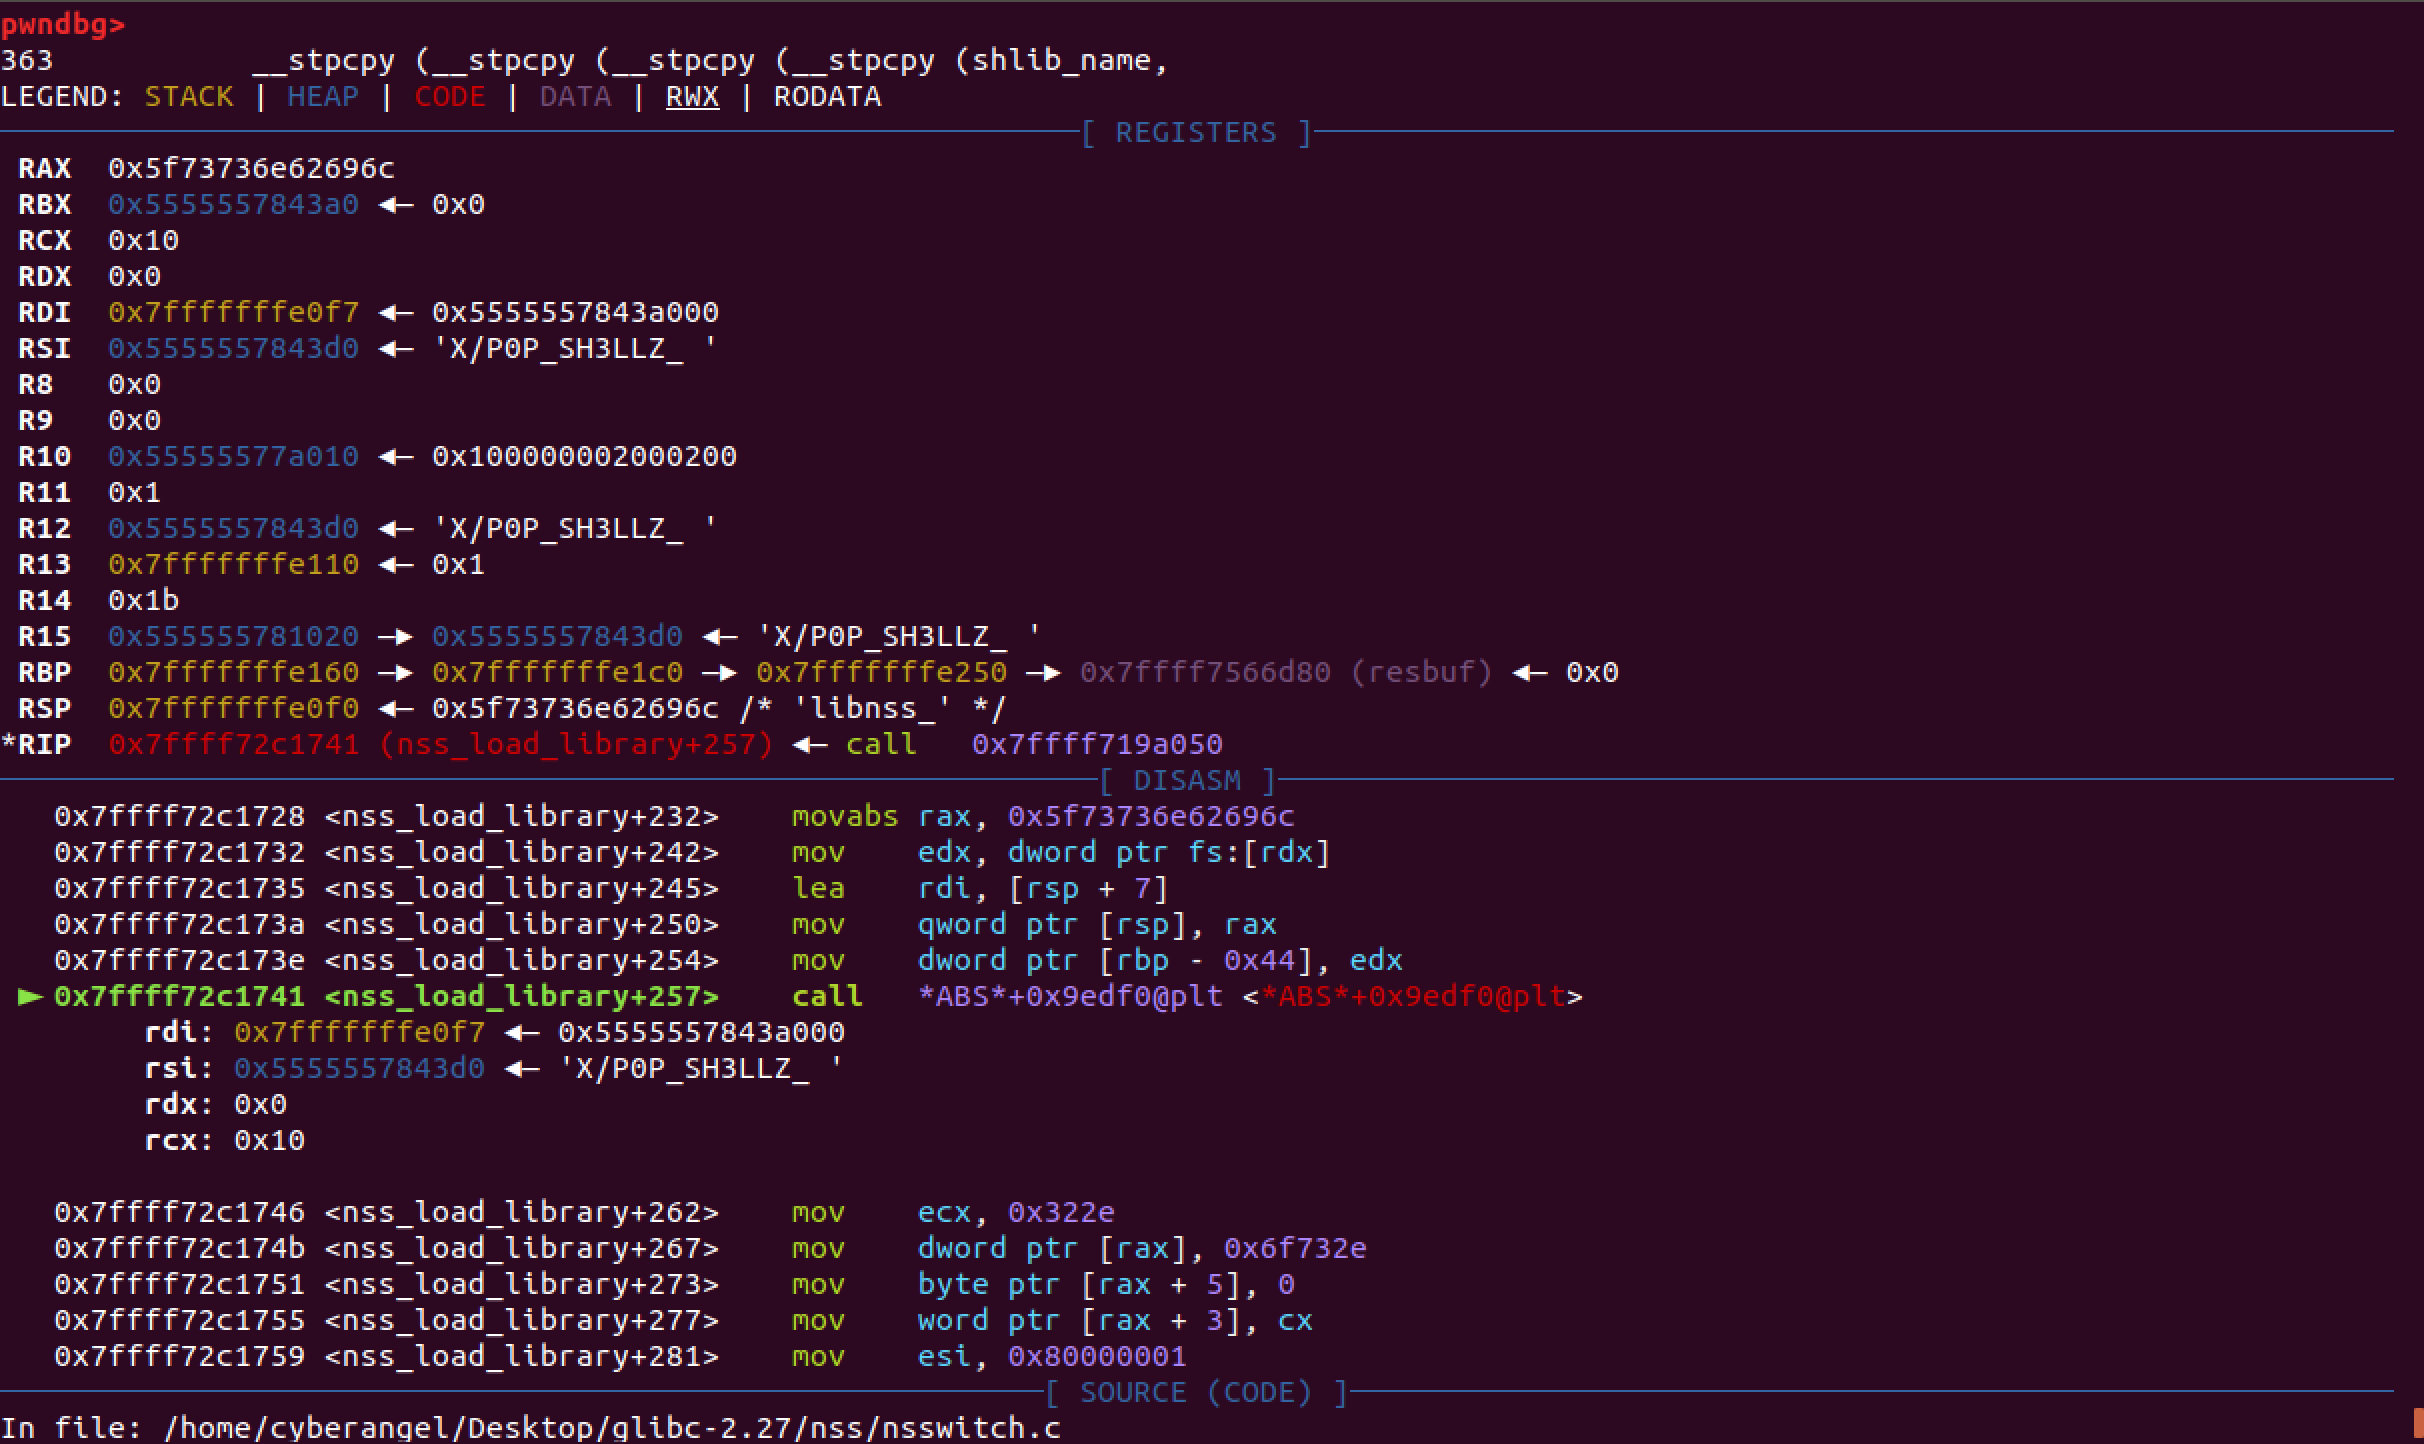 pwndbg>
363           __stpcpy (__stpcpy (__stpcpy (__stpcpy (shlib_name,
LEGEND: STACK | HEAP | CODE | DATA | RWX | RODATA
[ REGISTERS ]
RAX  0x5f73736e62696c
RBX  0x5555557843a0 ◂— 0x0
RCX  0x10
RDX  0x0
RDI  0x7fffffffe0f7 ◂— 0x5555557843a000
RSI  0x5555557843d0 ◂— 'X/P0P_SH3LLZ_ '
R8   0x0
R9   0x0
R10  0x55555577a010 ◂— 0x100000002000200
R11  0x1
R12  0x5555557843d0 ◂— 'X/P0P_SH3LLZ_ '
R13  0x7fffffffe110 ◂— 0x1
R14  0x1b
R15  0x555555781020 —▸ 0x5555557843d0 ◂— 'X/P0P_SH3LLZ_ '
RBP  0x7fffffffe160 —▸ 0x7fffffffe1c0 —▸ 0x7fffffffe250 —▸ 0x7ffff7566d80 (resbuf) ◂— 0x0
RSP  0x7fffffffe0f0 ◂— 0x5f73736e62696c /* 'libnss_' */
*RIP  0x7ffff72c1741 (nss_load_library+257) ◂— call   0x7ffff719a050
[ DISASM ]
0x7ffff72c1728 <nss_load_library+232>    movabs rax, 0x5f73736e62696c
0x7ffff72c1732 <nss_load_library+242>    mov    edx, dword ptr fs:[rdx]
0x7ffff72c1735 <nss_load_library+245>    lea    rdi, [rsp + 7]
0x7ffff72c173a <nss_load_library+250>    mov    qword ptr [rsp], rax
0x7ffff72c173e <nss_load_library+254>    mov    dword ptr [rbp - 0x44], edx
► 0x7ffff72c1741 <nss_load_library+257>    call   *ABS*+0x9edf0@plt <*ABS*+0x9edf0@plt>
rdi: 0x7fffffffe0f7 ◂— 0x5555557843a000
rsi: 0x5555557843d0 ◂— 'X/P0P_SH3LLZ_ '
rdx: 0x0
rcx: 0x10
0x7ffff72c1746 <nss_load_library+262>    mov    ecx, 0x322e
0x7ffff72c174b <nss_load_library+267>    mov    dword ptr [rax], 0x6f732e
0x7ffff72c1751 <nss_load_library+273>    mov    byte ptr [rax + 5], 0
0x7ffff72c1755 <nss_load_library+277>    mov    word ptr [rax + 3], cx
0x7ffff72c1759 <nss_load_library+281>    mov    esi, 0x80000001
[ SOURCE (CODE) ]
In file: /home/cyberangel/Desktop/glibc-2.27/nss/nsswitch.c